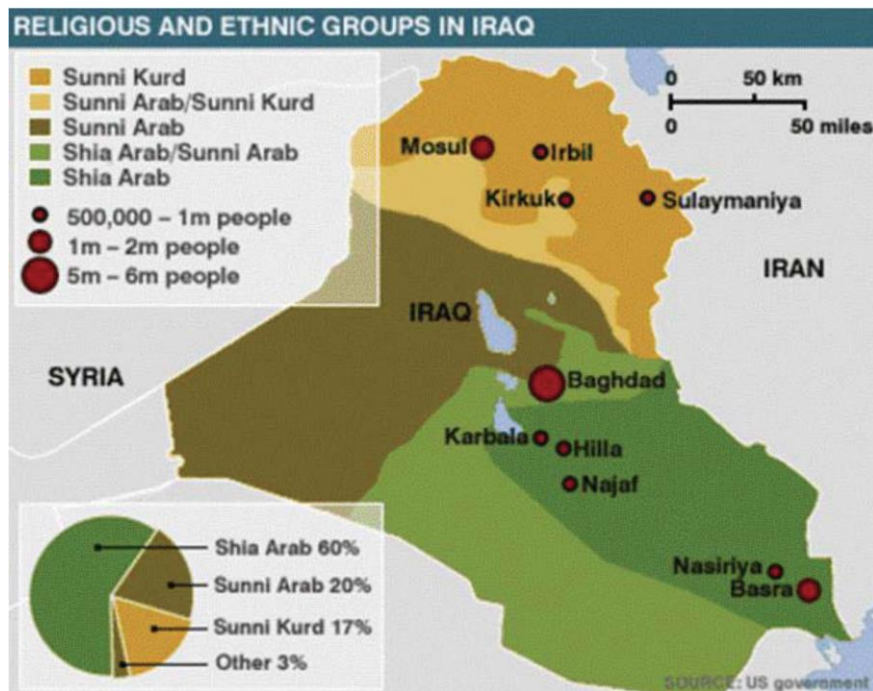 RELIGIOUS AND ETHNIC GROUPS IN IRAQ
Sunni Kurd
Sunni Arab/Sunni Kurd
Sunni Arab
Shia Arab/Sunni Arab
Shia Arab
500,000 – 1m people
1m – 2m people
5m – 6m people
0 50 km
0 50 miles
Mosul
Irbil
Kirkuk
Sulaymaniya
IRAN
IRAQ
SYRIA
Baghdad
Karbala
Hilla
Najaf
Nasiriya
Basra
Shia Arab 60%
Sunni Arab 20%
Sunni Kurd 17%
Other 3%
SOURCE: US government